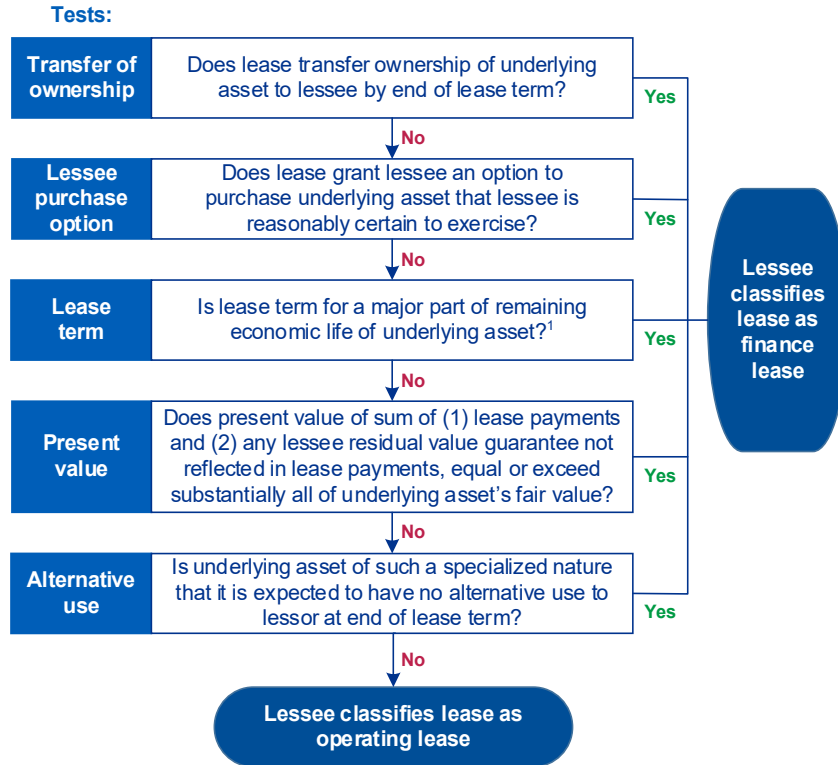 Tests:
Transfer of
ownership
Does lease transfer ownership of underlying
asset to lessee by end of lease term?
Yes
No
Lessee
purchase
option
Does lease grant lessee an option to
purchase underlying asset that lessee is
reasonably certain to exercise?
Yes
No
Lease
term
Is lease term for a major part of remaining
economic life of underlying asset?¹
Yes
No
Present
value
Does present value of sum of (1) lease payments
and (2) any lessee residual value guarantee not
reflected in lease payments, equal or exceed
substantially all of underlying asset's fair value?
Yes
No
Alternative
use
Is underlying asset of such a specialized nature
that it is expected to have no alternative use to
lessor at end of lease term?
Yes
No
Lessee
classifies
lease as
finance
lease
Lessee classifies lease as
operating lease